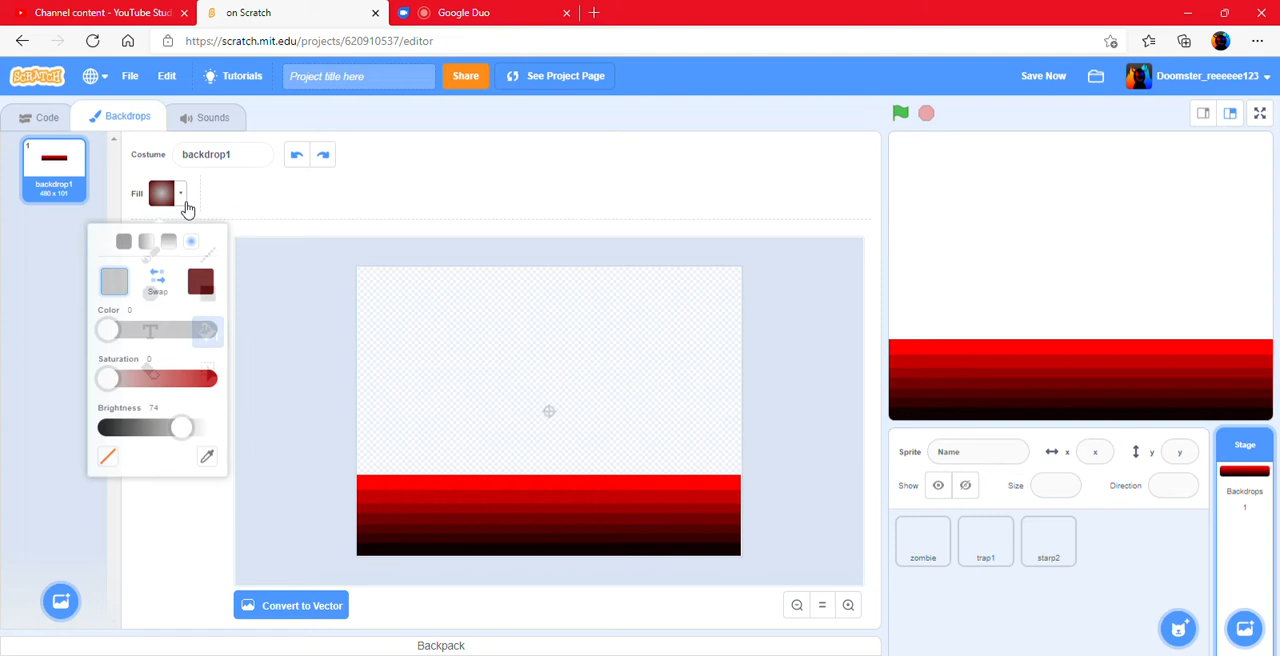 Channel content - YouTube Stud
on Scratch
Google Duo
https://scratch.mit.edu/projects/620910537/editor
SCRATCH
File
Edit
Tutorials
Project title here
Share
See Project Page
Save Now
Doomster_reeeeee123
Code
Backdrops
Sounds
1
backdrop1
480 x 101
Costume
backdrop1
Fill
Swap
Color 0
Saturation 0
Brightness 74
Convert to Vector
Backpack
Sprite
Name
x
x
y
y
Show
Size
Direction
zombie
trap1
starp2
Stage
Backdrops
1